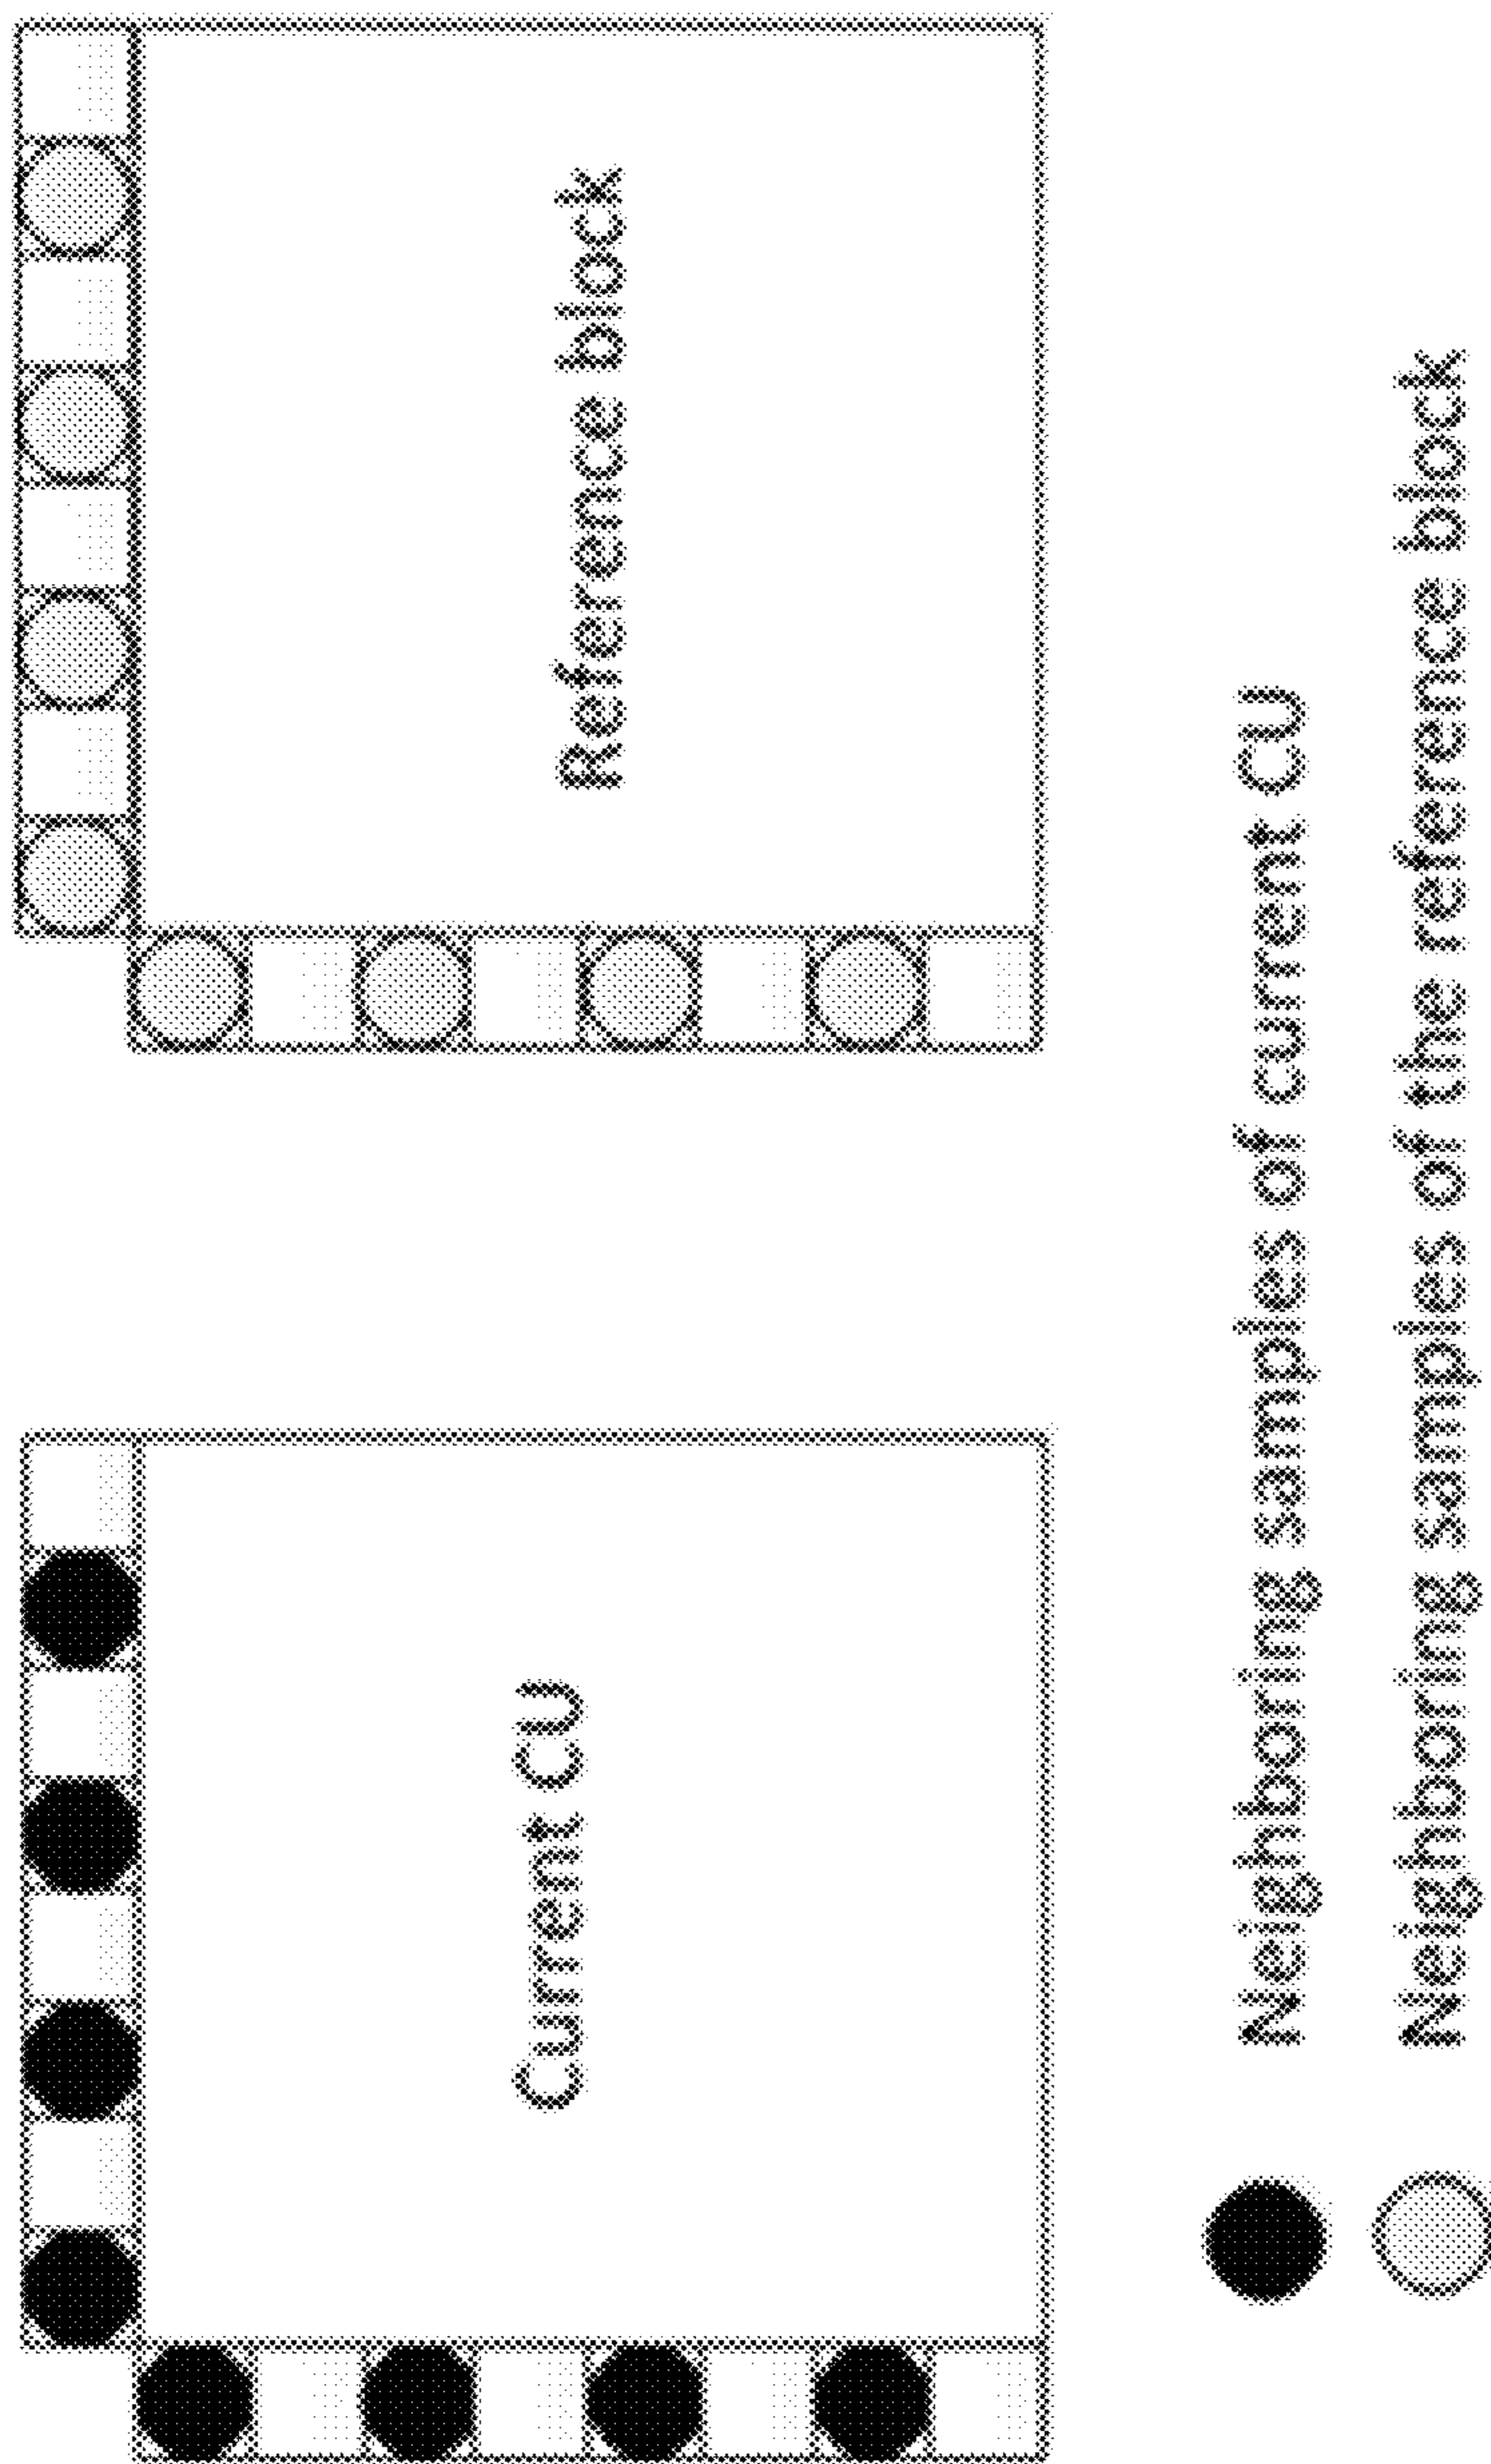 Current CU
Reference block
Neighboring samples of current CU
Neighboring samples of the reference block